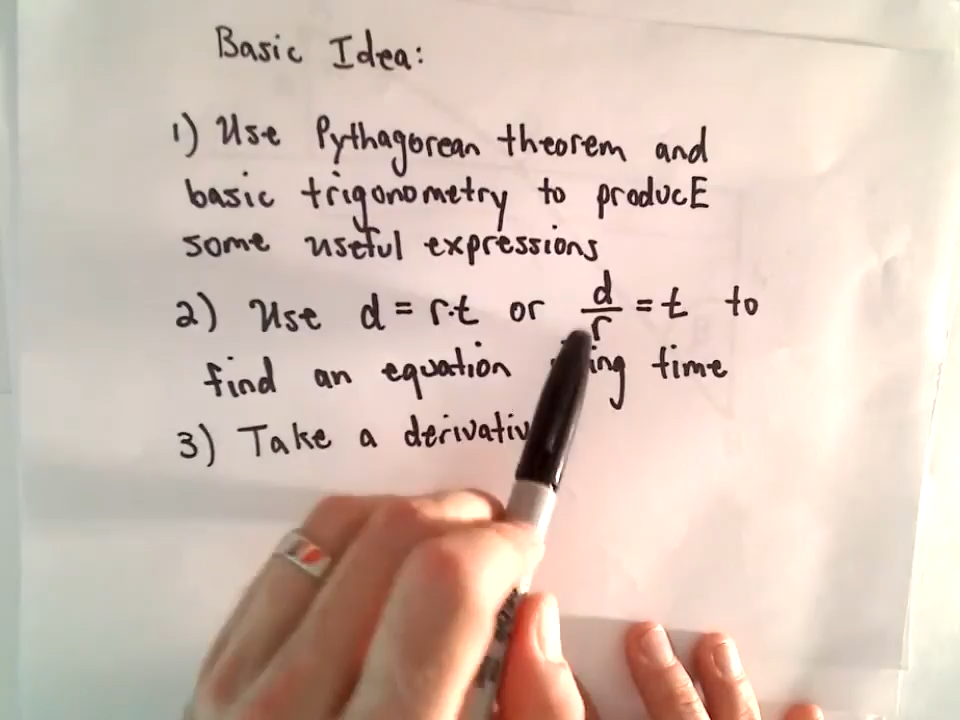 Basic Idea:
1) Use Pythagorean theorem and
basic trigonometry to producE
some useful expressions
2) Use d = r·t or d/r = t to
find an equation time
3) Take a